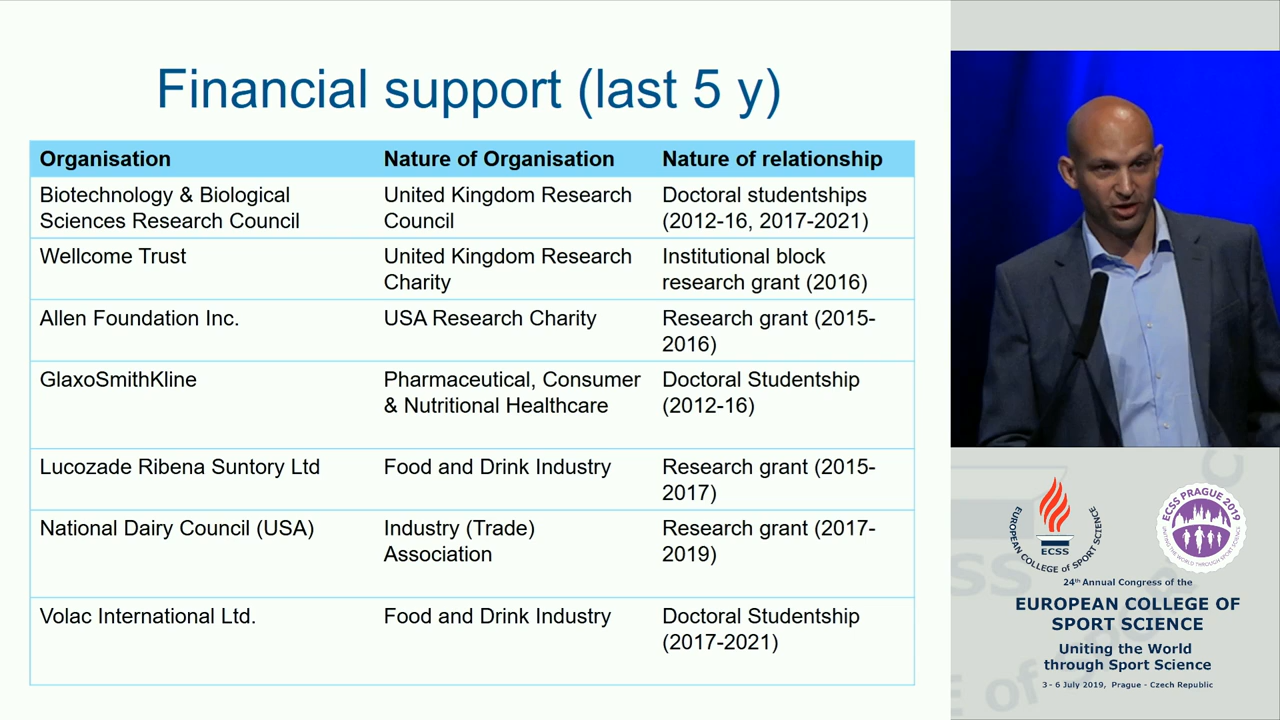 Financial support (last 5 y)
Organisation
Nature of Organisation
Nature of relationship
Biotechnology & Biological
Sciences Research Council
United Kingdom Research
Council
Doctoral studentships
(2012-16, 2017-2021)
Wellcome Trust
United Kingdom Research
Charity
Institutional block
research grant (2016)
Allen Foundation Inc.
USA Research Charity
Research grant (2015-
2016)
GlaxoSmithKline
Pharmaceutical, Consumer
& Nutritional Healthcare
Doctoral Studentship
(2012-16)
Lucozade Ribena Suntory Ltd
Food and Drink Industry
Research grant (2015-
2017)
National Dairy Council (USA)
Industry (Trade)
Association
Research grant (2017-
2019)
Volac International Ltd.
Food and Drink Industry
Doctoral Studentship
(2017-2021)
EUROPEAN COLLEGE of SPORT SCIENCE
ECSS
ECSS PRAGUE 2019
UNITING THE WORLD THROUGH SPORT SCIENCE
24th Annual Congress of the
EUROPEAN COLLEGE OF
SPORT SCIENCE
Uniting the World
through Sport Science
3 - 6 July 2019, Prague - Czech Republic